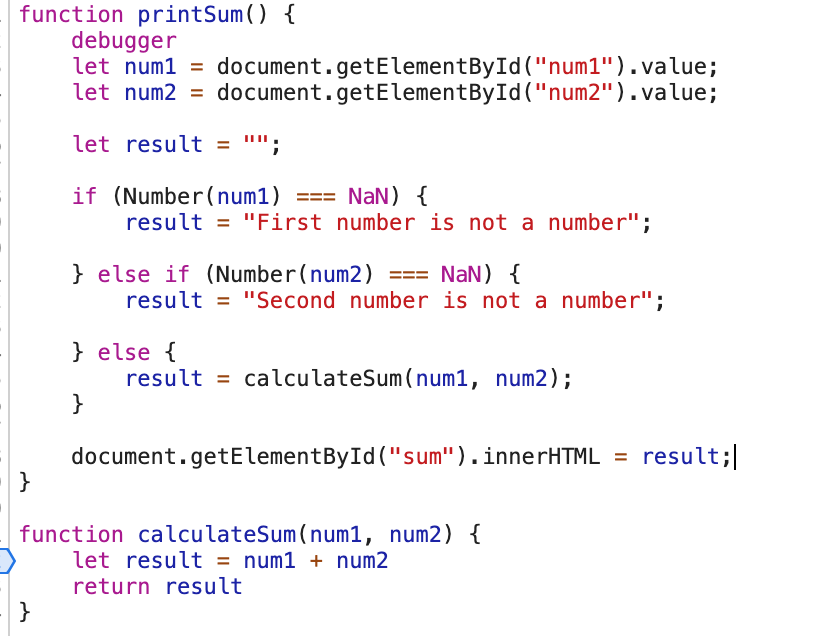 function printSum() {
debugger
let num1 = document.getElementById("num1").value;
let num2 = document.getElementById("num2").value;
let result = "";
if (Number(num1) === NaN) {
result = "First number is not a number";
} else if (Number(num2) === NaN) {
result = "Second number is not a number";
} else {
result = calculateSum(num1, num2);
}
document.getElementById("sum").innerHTML = result;
}
function calculateSum(num1, num2) {
let result = num1 + num2
return result
}